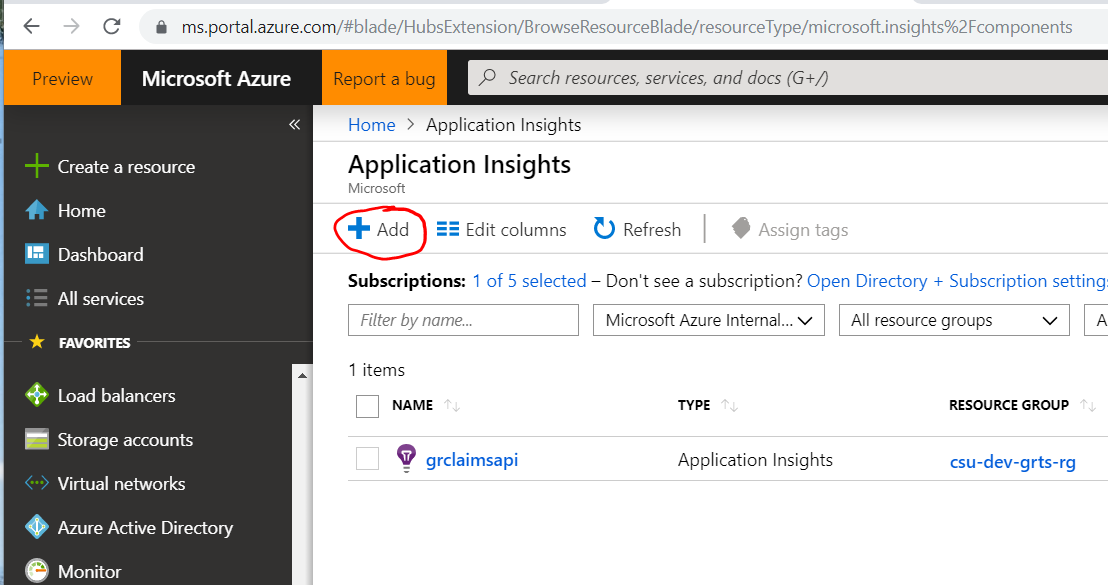 ms.portal.azure.com/#blade/HubsExtension/BrowseResourceBlade/resourceType/microsoft.insights%2Fcomponents
Preview Microsoft Azure Report a bug Search resources, services, and docs (G+/)
«
Create a resource
Home
Dashboard
All services
FAVORITES
Load balancers
Storage accounts
Virtual networks
Azure Active Directory
Monitor
Home > Application Insights
Application Insights
Microsoft
Add Edit columns Refresh Assign tags
Subscriptions: 1 of 5 selected – Don't see a subscription? Open Directory + Subscription settings
Filter by name... Microsoft Azure Internal... All resource groups A
1 items
NAME TYPE RESOURCE GROUP
grclaimsapi Application Insights csu-dev-grts-rg